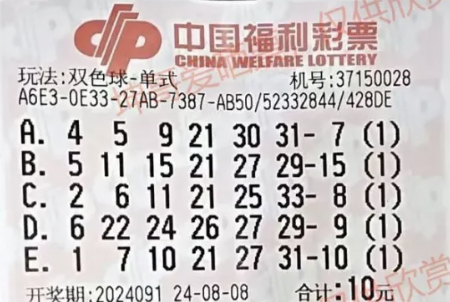 中国福利彩票
CHINA WELFARE LOTTERY
玩法:双色球-单式 机号:37150028
A6E3-0E33-27AB-7387-AB50/52332844/428DE
A. 4 5 9 21 30 31- 7 (1)
B. 5 11 15 21 27 29-15 (1)
C. 2 6 11 21 25 33- 8 (1)
D. 6 22 24 26 27 29- 9 (1)
E. 1 7 10 21 27 31-10 (1)
开奖期:2024091 24-08-08 合计:10元